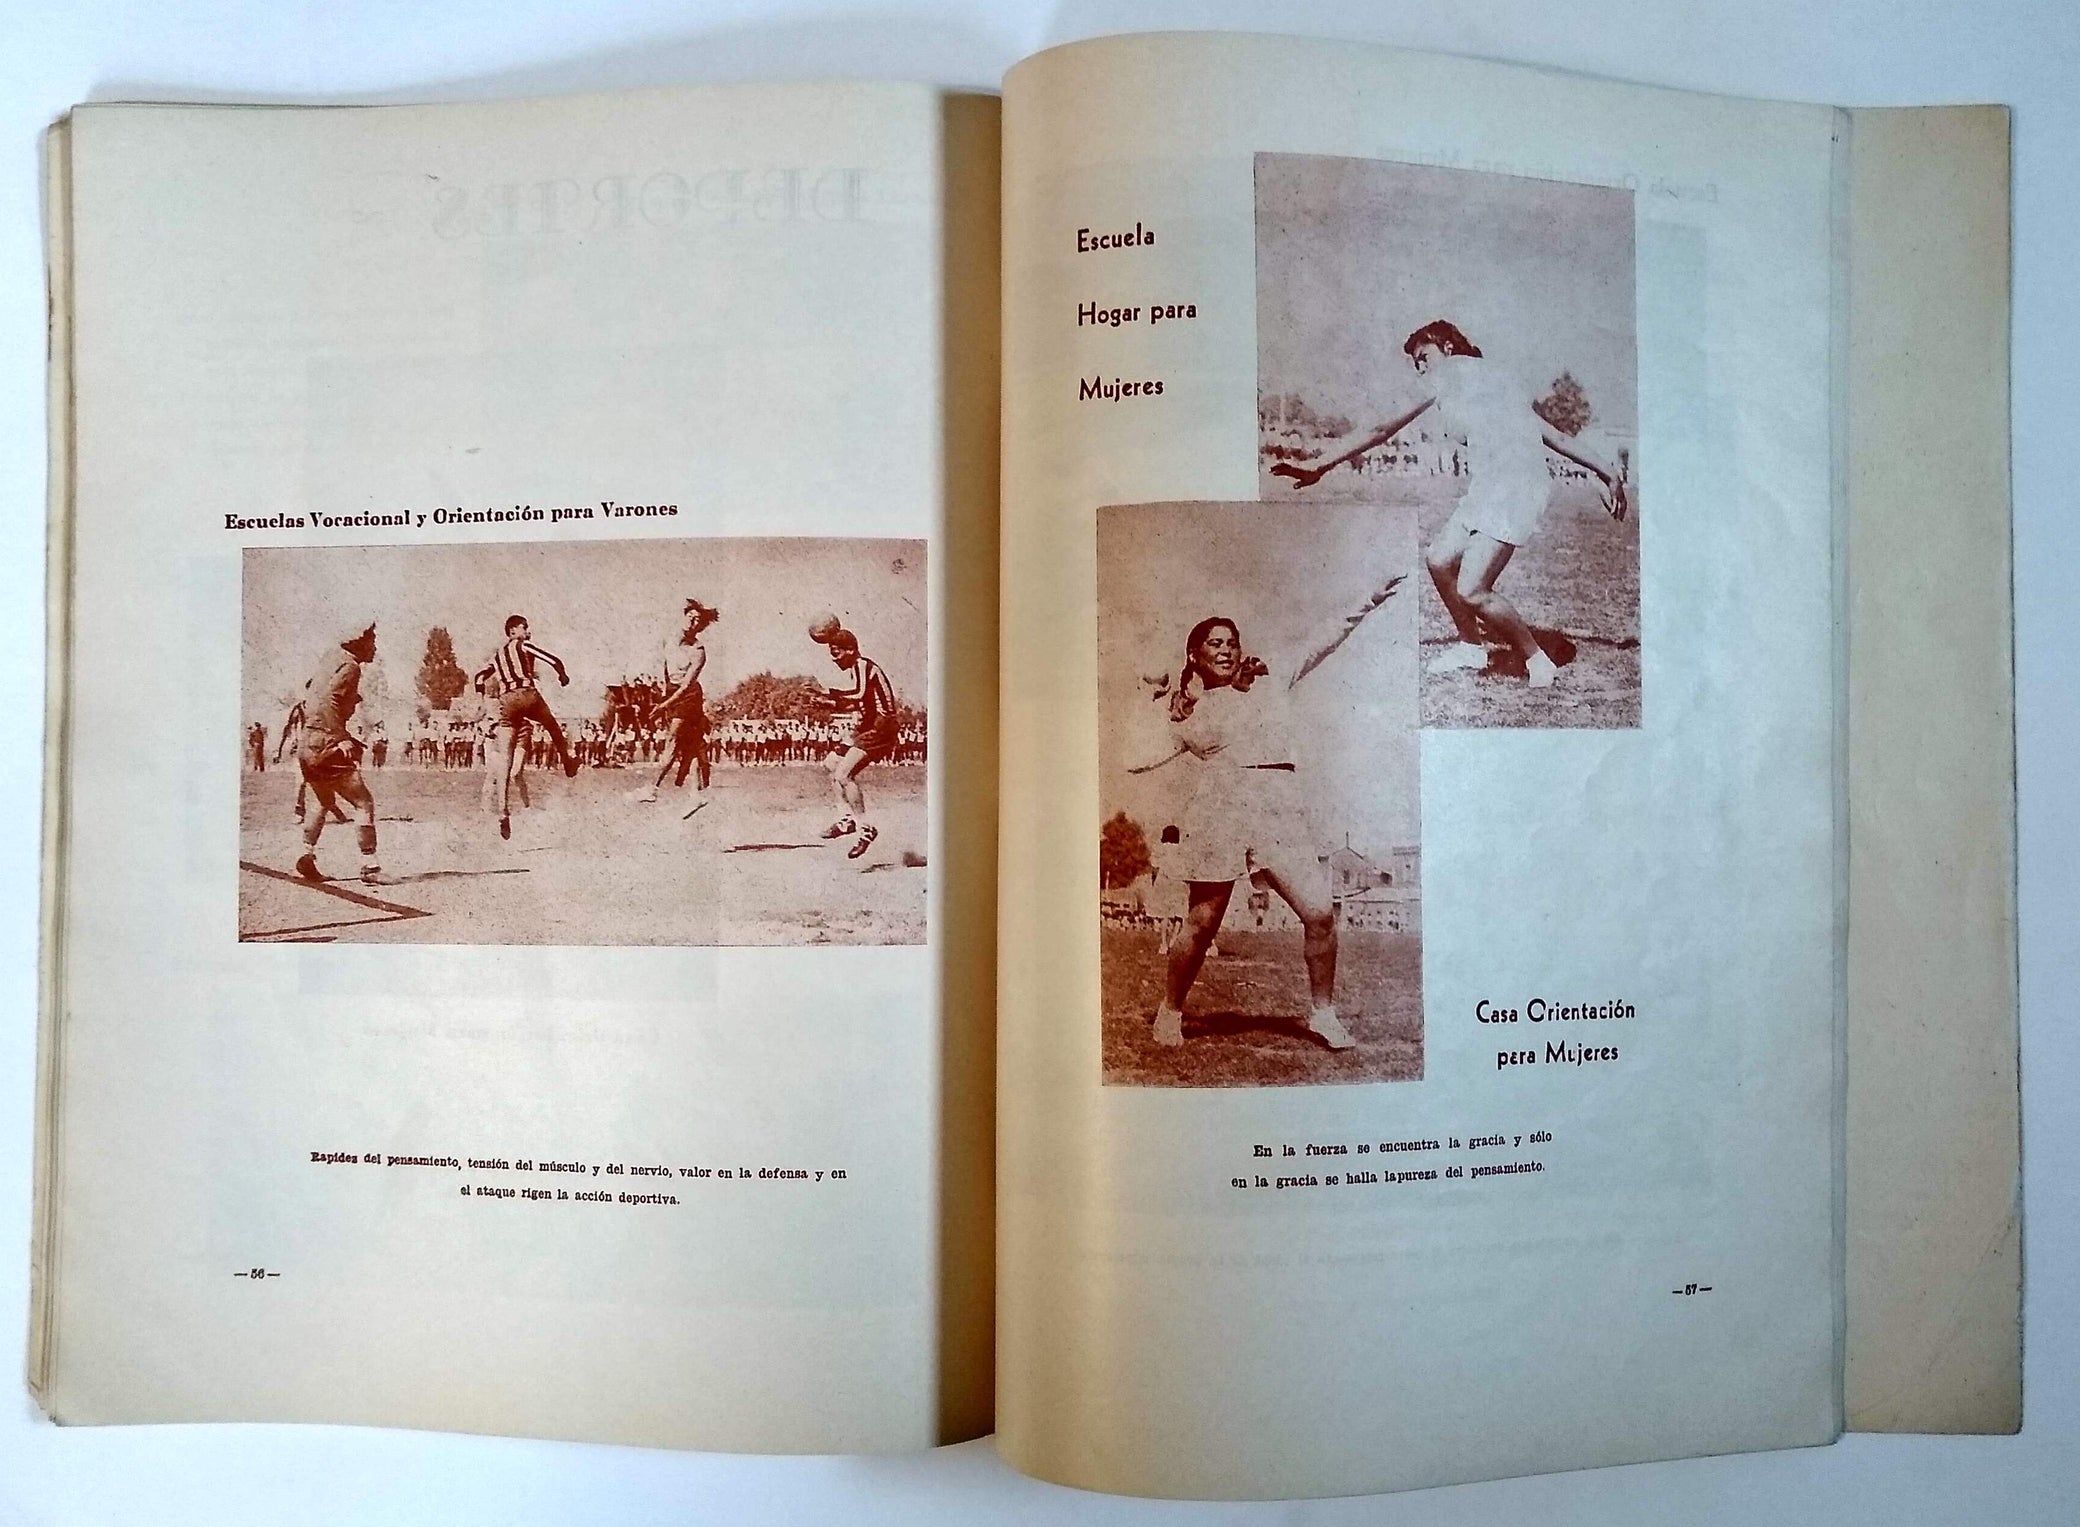 Escuelas Vocacional y Orientación para Varones
Rapidez del pensamiento, tensión del músculo y del nervio, valor en la defensa y en
el ataque rigen la acción deportiva.
—56—
Escuela
Hogar para
Mujeres
Casa Orientación
para Mujeres
En la fuerza se encuentra la gracia y sólo
en la gracia se halla lapureza del pensamiento.
—57—
DEPORTES